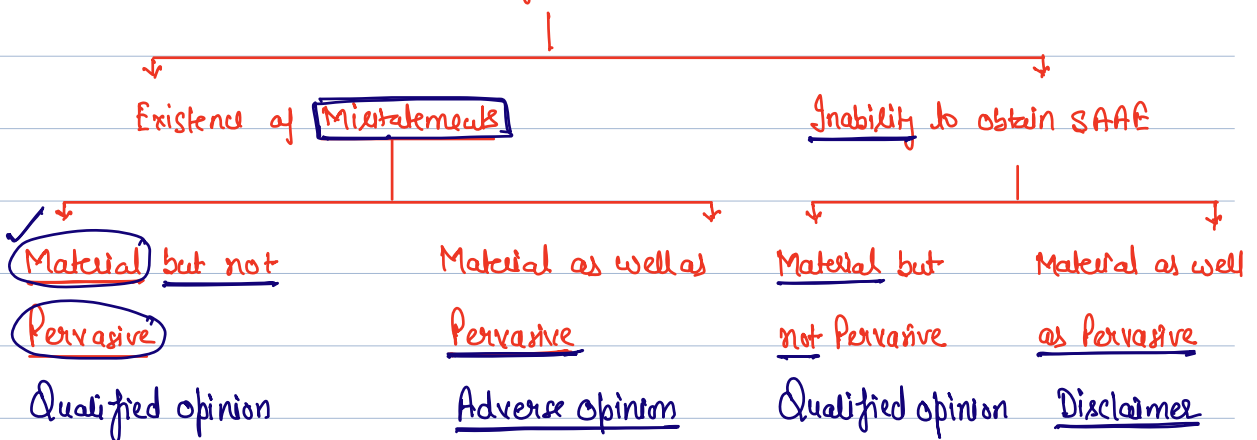 Existence of Misstatements
Inability to obtain SAAE
Material but not
Pervasive
Qualified opinion
Material as well as
Pervasive
Adverse opinion
Material but
not Pervasive
Qualified opinion
Material as well
as Pervasive
Disclaimer